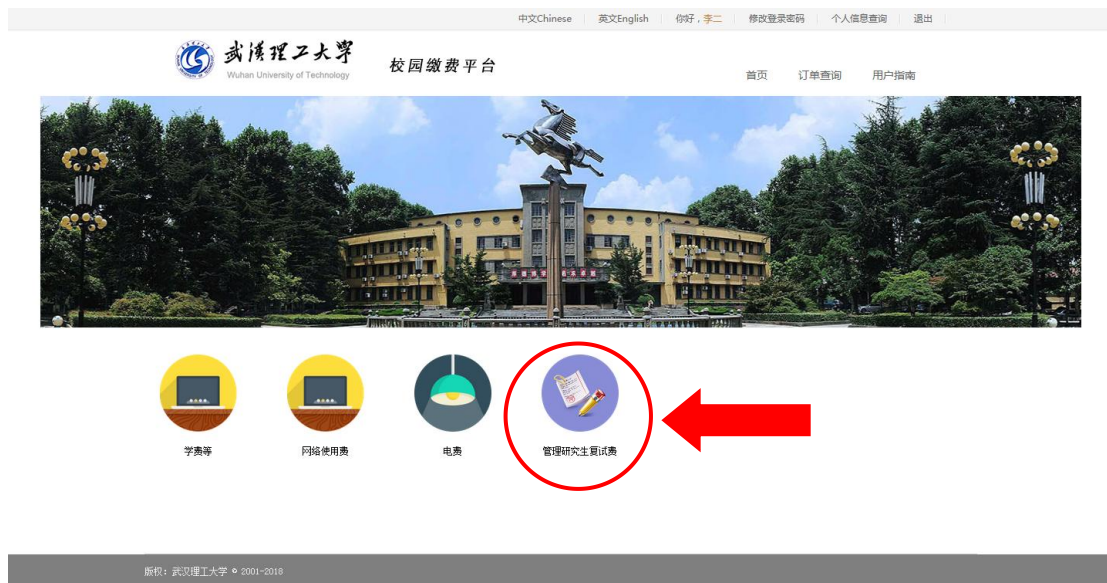 中文Chinese 英文English 你好，李二 修改登录密码 个人信息查询 退出
武汉理工大学
Wuhan University of Technology
校园缴费平台
首页 订单查询 用户指南
学费等 网络使用费 电费 管理研究生复试费
版权：武汉理工大学 © 2001-2018